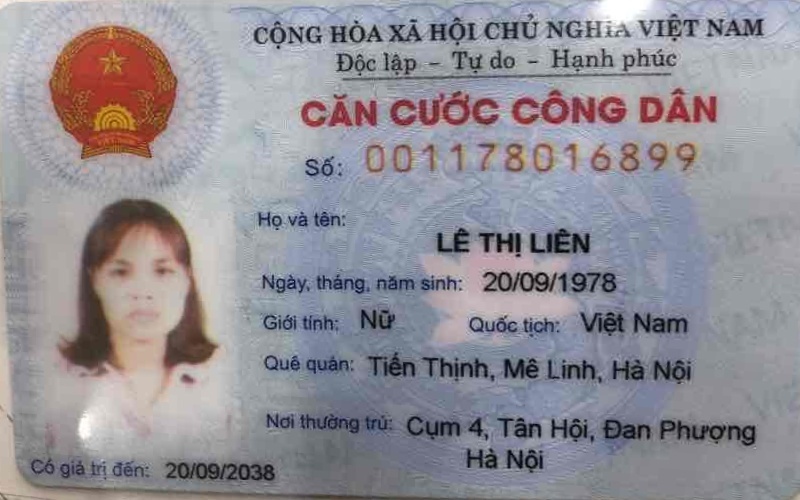 CỘNG HÒA XÃ HỘI CHỦ NGHĨA VIỆT NAM
Độc lập - Tự do - Hạnh phúc
CĂN CƯỚC CÔNG DÂN
Số: 001178016899
Họ và tên:
LÊ THỊ LIÊN
Ngày, tháng, năm sinh: 20/09/1978
Giới tính: Nữ Quốc tịch: Việt Nam
Quê quán: Tiến Thịnh, Mê Linh, Hà Nội
Nơi thường trú: Cụm 4, Tân Hội, Đan Phượng
Hà Nội
Có giá trị đến: 20/09/2038